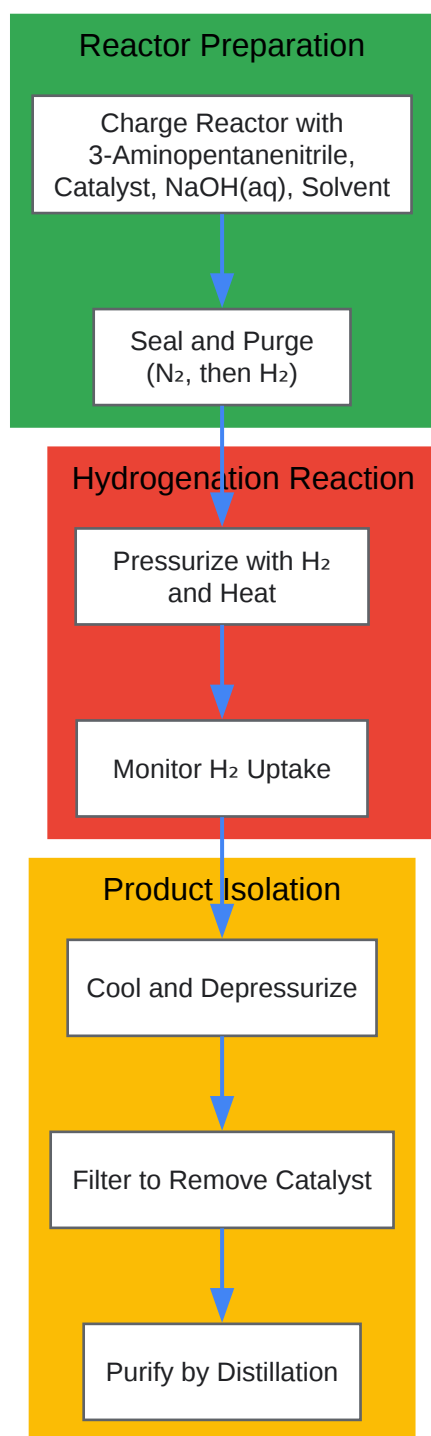 Reactor Preparation
Charge Reactor with
3-Aminopentanenitrile,
Catalyst, NaOH(aq), Solvent
Seal and Purge
(N₂, then H₂)
Hydrogenation Reaction
Pressurize with H₂
and Heat
Monitor H₂ Uptake
Product Isolation
Cool and Depressurize
Filter to Remove Catalyst
Purify by Distillation